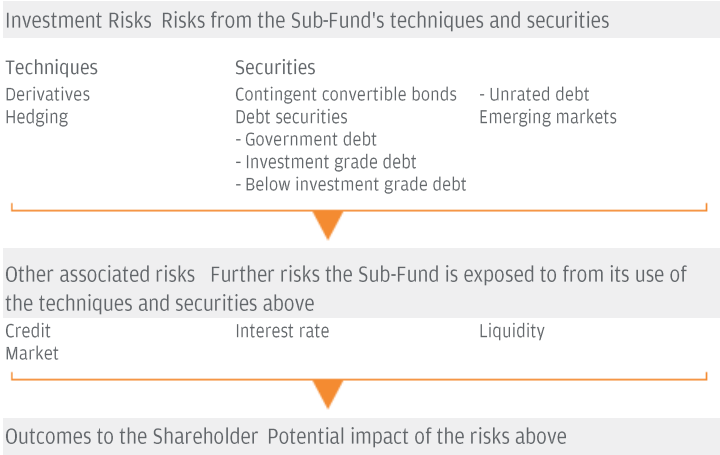 Investment Risks Risks from the Sub-Fund's techniques and securities
Techniques
Derivatives
Hedging
Securities
Contingent convertible bonds
Debt securities
- Government debt
- Investment grade debt
- Below investment grade debt
- Unrated debt
Emerging markets
Other associated risks Further risks the Sub-Fund is exposed to from its use of
the techniques and securities above
Credit
Market
Interest rate
Liquidity
Outcomes to the Shareholder Potential impact of the risks above